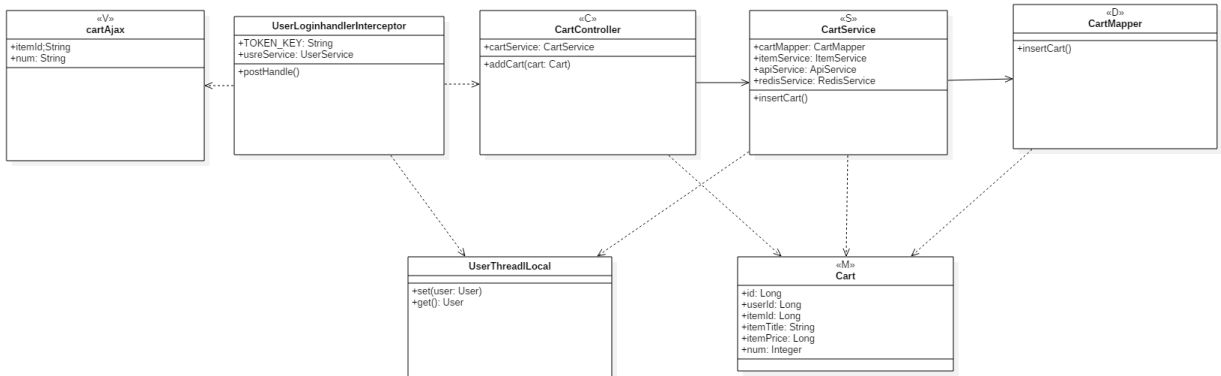 «V»
cartAjax
+itemId;String
+num: String
UserLoginhandlerInterceptor
+TOKEN_KEY: String
+usreService: UserService
+postHandle()
«C»
CartController
+cartService: CartService
+addCart(cart: Cart)
«S»
CartService
+cartMapper: CartMapper
+itemService: ItemService
+apiService: ApiService
+redisService: RedisService
+insertCart()
«D»
CartMapper
+insertCart()
UserThreadlLocal
+set(user: User)
+get(): User
«M»
Cart
+id: Long
+userId: Long
+itemId: Long
+itemTitle: String
+itemPrice: Long
+num: Integer